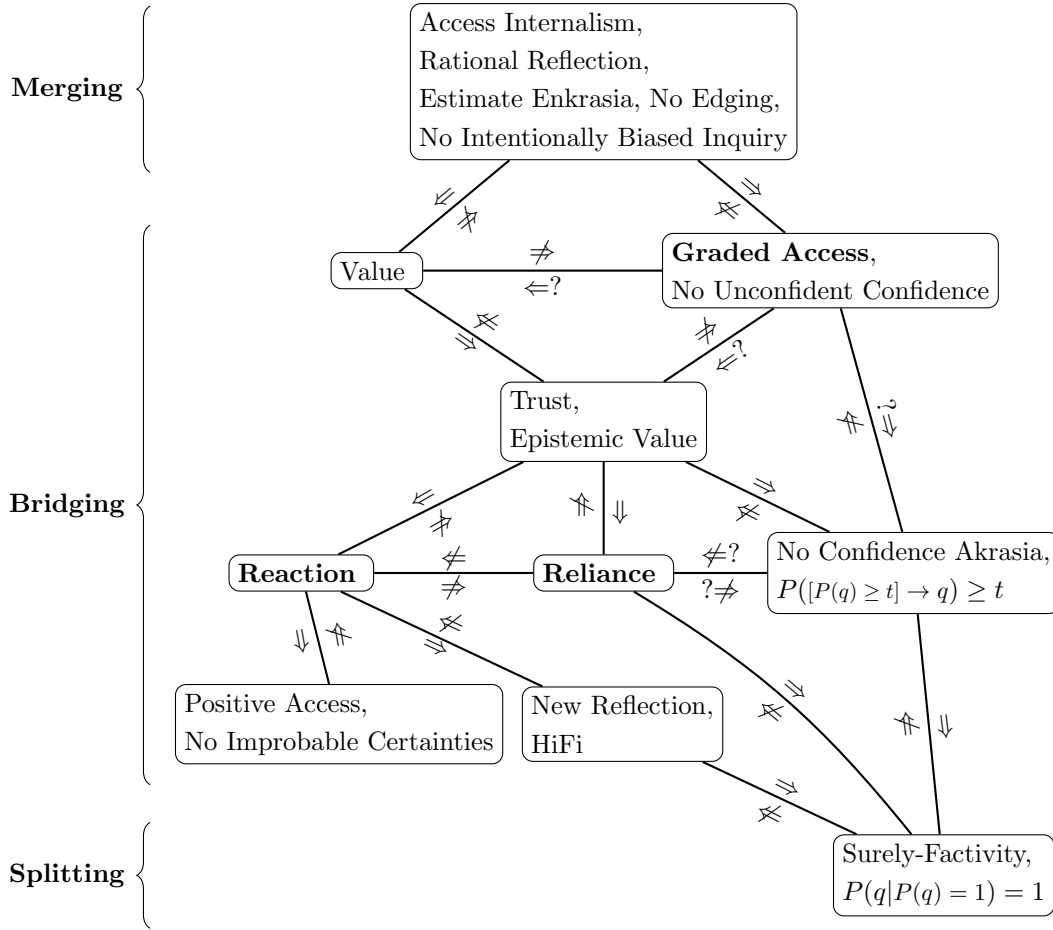 Access Internalism,
Rational Reflection,
Estimate Enkrasia, No Edging,
No Intentionally Biased Inquiry
Merging
⇐
⇏
⇒
⇍
Value
⇏
⇐?
Graded Access,
No Unconfident Confidence
⇍
⇒
⇏
⇐?
Trust,
Epistemic Value
?⇒
⇍
Bridging
⇐
⇏
⇍
⇒
⇒
⇍
Reaction
⇍
⇏
Reliance
⇍?
?⇏
No Confidence Akrasia,
P([P(q) ≥ t] → q) ≥ t
⇒
⇍
⇍
⇒
Positive Access,
No Improbable Certainties
New Reflection,
HiFi
⇒
⇍
⇍
⇒
⇒
⇍
Splitting
Surely-Factivity,
P(q|P(q) = 1) = 1